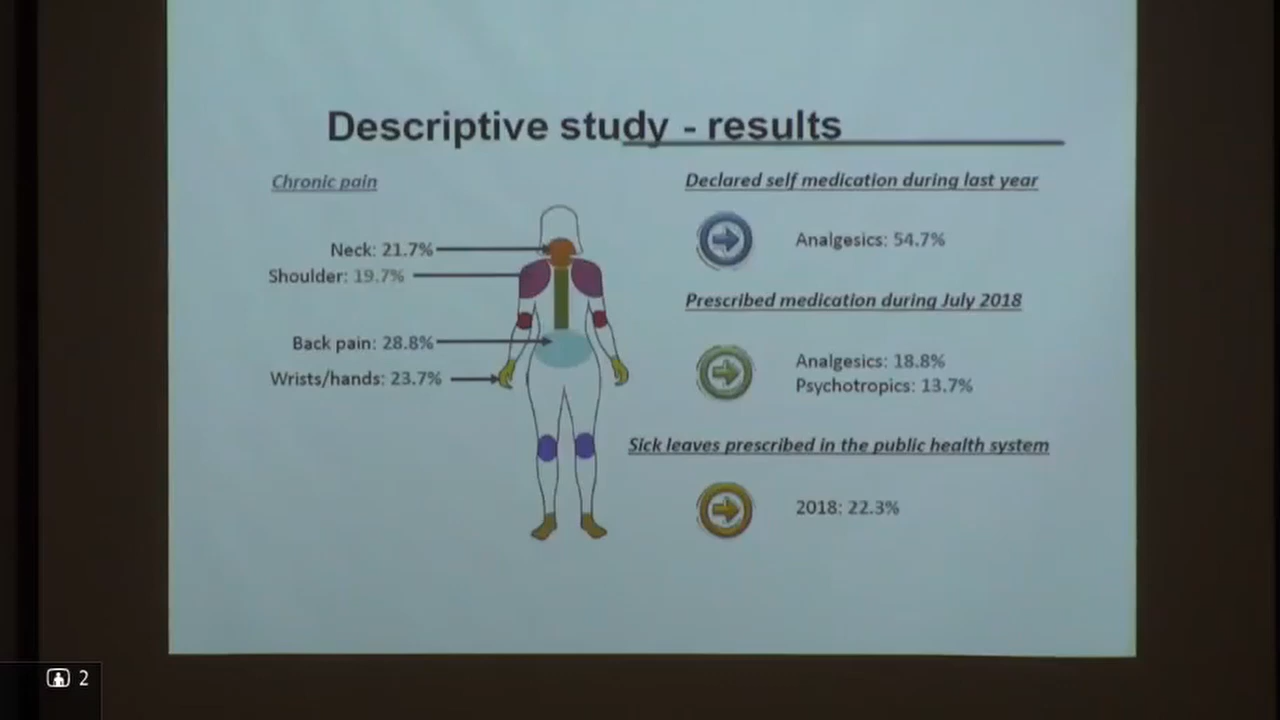 Descriptive study - results
Chronic pain
Neck: 21.7%
Shoulder: 19.7%
Back pain: 28.8%
Wrists/hands: 23.7%
Declared self medication during last year
Analgesics: 54.7%
Prescribed medication during July 2018
Analgesics: 18.8%
Psychotropics: 13.7%
Sick leaves prescribed in the public health system
2018: 22.3%
2